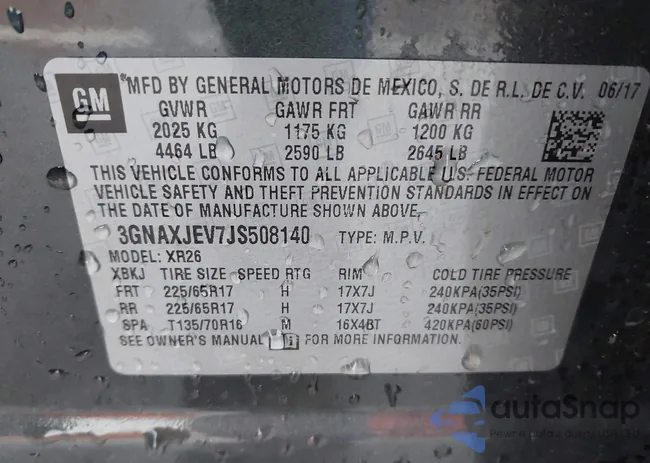 GM
MFD BY GENERAL MOTORS DE MEXICO, S. DE R.L. DE C.V. 06/17
GVWR GAWR FRT GAWR RR
2025 KG 1175 KG 1200 KG
4464 LB 2590 LB 2645 LB
THIS VEHICLE CONFORMS TO ALL APPLICABLE U.S. FEDERAL MOTOR
VEHICLE SAFETY AND THEFT PREVENTION STANDARDS IN EFFECT ON
THE DATE OF MANUFACTURE SHOWN ABOVE.
3GNAXJEV7JS508140 TYPE: M.P.V.
MODEL: XR26
XBKJ TIRE SIZE SPEED RTG RIM COLD TIRE PRESSURE
FRT 225/65R17 H 17X7J 240KPA(35PSI)
RR 225/65R17 H 17X7J 240KPA(35PSI)
SPA T135/70R16 M 16X4BT 420KPA(60PSI)
SEE OWNER'S MANUAL i FOR MORE INFORMATION.
autaSnap
Pewne auta z USA